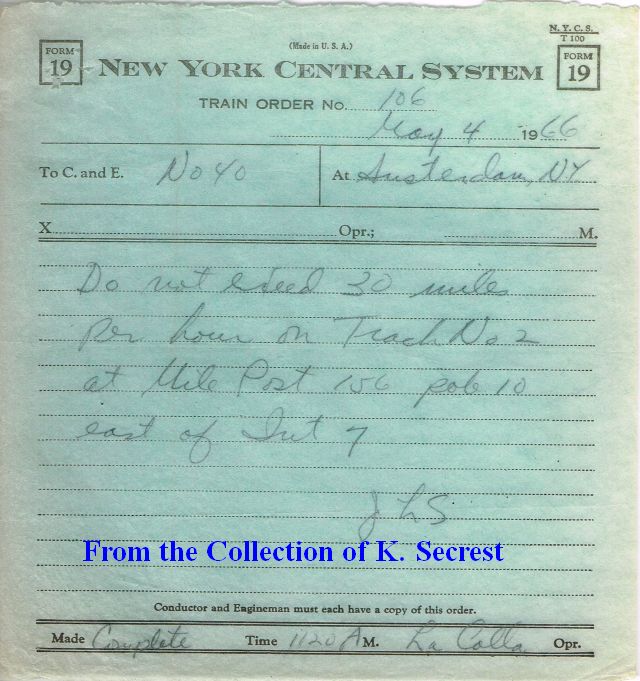 N. Y. C. S.
T 100
(Made in U. S. A.)
FORM 19 NEW YORK CENTRAL SYSTEM FORM 19
TRAIN ORDER No. 106
May 4 1966
To C. and E. No 40 At Amsterdam, NY
X Opr.; M.
Do not exceed 30 miles
per hour on Track No 2
at Mile Post 156 pole 10
east of Int 7
J L S
From the Collection of K. Secrest
Conductor and Engineman must each have a copy of this order.
Made Complete Time 1120 A M. La Colla Opr.